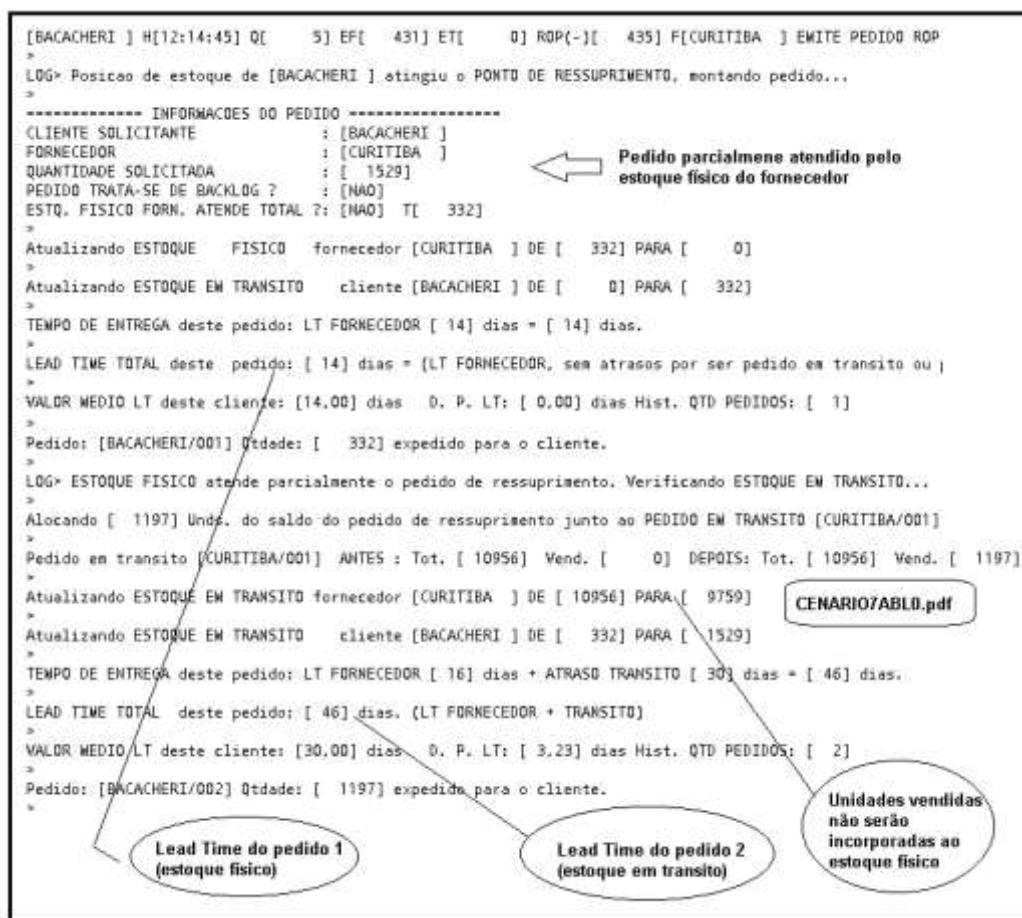 [BACACHERI ] H[12:14:45] Q[ 5] EF[ 431] ET[ 0] ROP(-)[ 435] F[CURITIBA ] EMITE PEDIDO ROP
>
LOG> Posicao de estoque de [BACACHERI ] atingiu o PONTO DE RESSUPRIMENTO, montando pedido...
>
------------- INFORMACOES DO PEDIDO -----------------
CLIENTE SOLICITANTE : [BACACHERI ]
FORNECEDOR : [CURITIBA ]
QUANTIDADE SOLICITADA : [ 1529]
PEDIDO TRATA-SE DE BACKLOG ? : [NAO]
ESTQ. FISICO FORN. ATENDE TOTAL ?: [NAO] T[ 332]
Pedido parcialmene atendido pelo
estoque físico do fornecedor
>
Atualizando ESTOQUE FISICO fornecedor [CURITIBA ] DE [ 332] PARA [ 0]
>
Atualizando ESTOQUE EM TRANSITO cliente [BACACHERI ] DE [ 0] PARA [ 332]
>
TEMPO DE ENTREGA deste pedido: LT FORNECEDOR [ 14] dias = [ 14] dias.
>
LEAD TIME TOTAL deste pedido: [ 14] dias = (LT FORNECEDOR, sem atrasos por ser pedido em transito ou
>
VALOR MEDIO LT deste cliente: [14,00] dias D. P. LT: [ 0,00] dias Hist. QTD PEDIDOS: [ 1]
>
Pedido: [BACACHERI/001] Qtdade: [ 332] expedido para o cliente.
>
LOG> ESTOQUE FISICO atende parcialmente o pedido de ressuprimento. Verificando ESTOQUE EM TRANSITO...
>
Alocando [ 1197] Unds. do saldo do pedido de ressuprimento junto ao PEDIDO EM TRANSITO [CURITIBA/001]
>
Pedido em transito [CURITIBA/001] ANTES : Tot. [ 10956] Vend. [ 0] DEPOIS: Tot. [ 10956] Vend. [ 1197]
>
Atualizando ESTOQUE EM TRANSITO fornecedor [CURITIBA ] DE [ 10956] PARA [ 9759]
CENARIO7ABL0.pdf
>
Atualizando ESTOQUE EM TRANSITO cliente [BACACHERI ] DE [ 332] PARA [ 1529]
>
TEMPO DE ENTREGA deste pedido: LT FORNECEDOR [ 16] dias + ATRASO TRANSITO [ 30] dias = [ 46] dias.
>
LEAD TIME TOTAL deste pedido: [ 46] dias. (LT FORNECEDOR + TRANSITO)
>
VALOR MEDIO LT deste cliente: [30,00] dias D. P. LT: [ 3,23] dias Hist. QTD PEDIDOS: [ 2]
>
Pedido: [BACACHERI/002] Qtdade: [ 1197] expedido para o cliente.
>
Lead Time do pedido 1
(estoque físico)
Lead Time do pedido 2
(estoque em transito)
Unidades vendidas
não serão
incorporadas ao
estoque físico